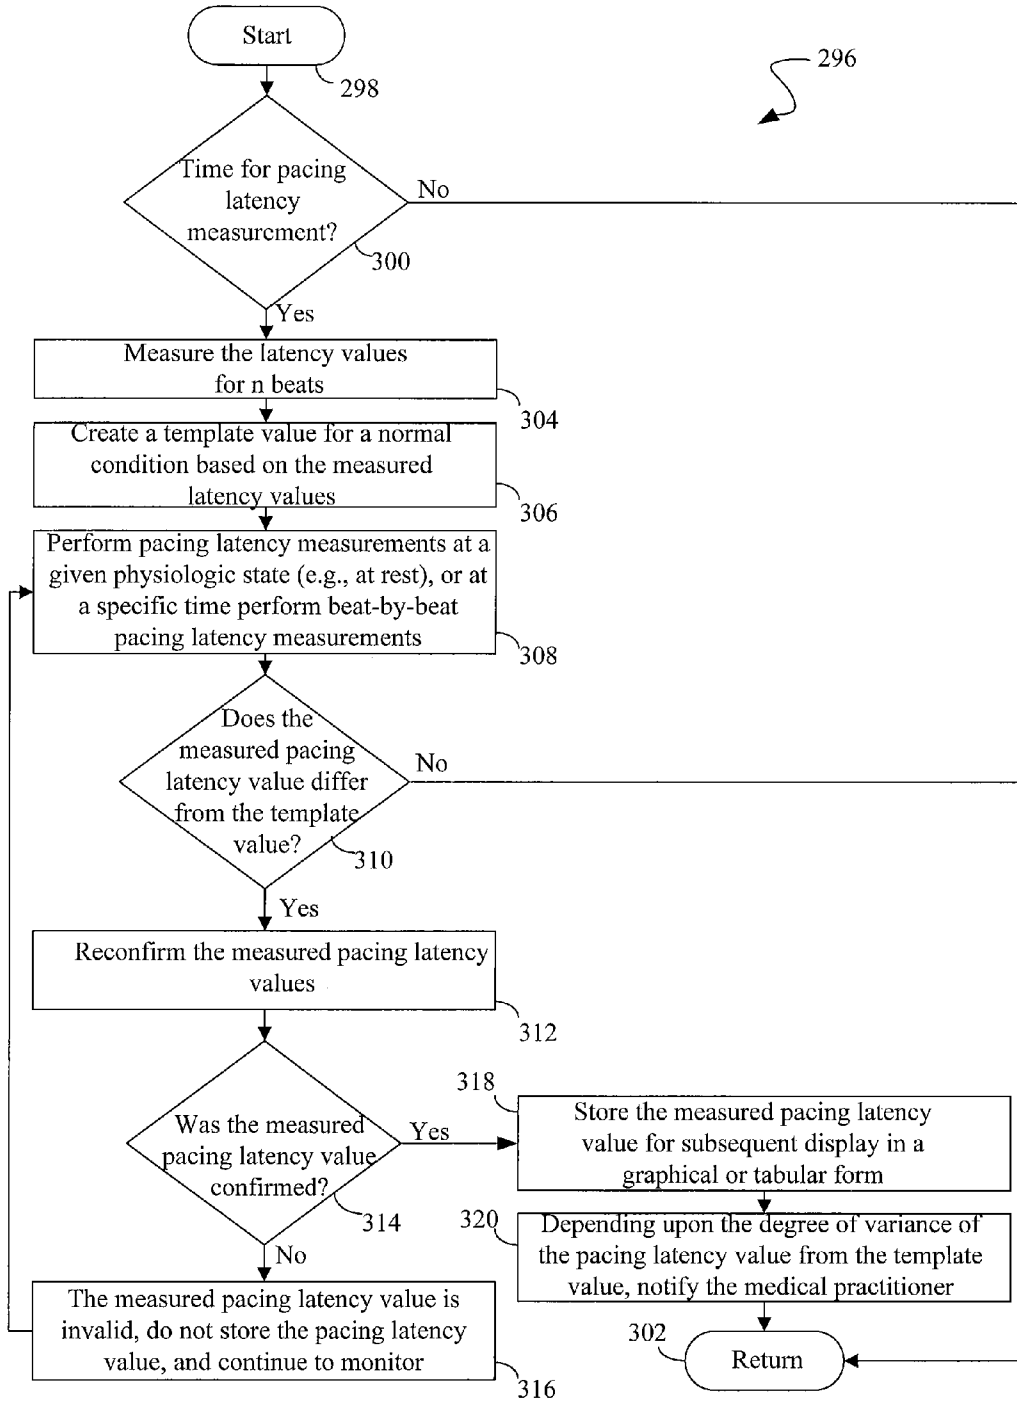 Start
298
296
Time for pacing
latency
measurement?
No
300
Yes
Measure the latency values
for n beats
304
Create a template value for a normal
condition based on the measured
latency values
306
Perform pacing latency measurements at a
given physiologic state (e.g., at rest), or at
a specific time perform beat-by-beat
pacing latency measurements
308
Does the
measured pacing
latency value differ
from the template
value?
No
310
Yes
Reconfirm the measured pacing latency
values
312
Was the measured
pacing latency value
confirmed?
Yes
314
No
318
Store the measured pacing latency
value for subsequent display in a
graphical or tabular form
320
Depending upon the degree of variance of
the pacing latency value from the template
value, notify the medical practitioner
The measured pacing latency value is
invalid, do not store the pacing latency
value, and continue to monitor
316
302
Return